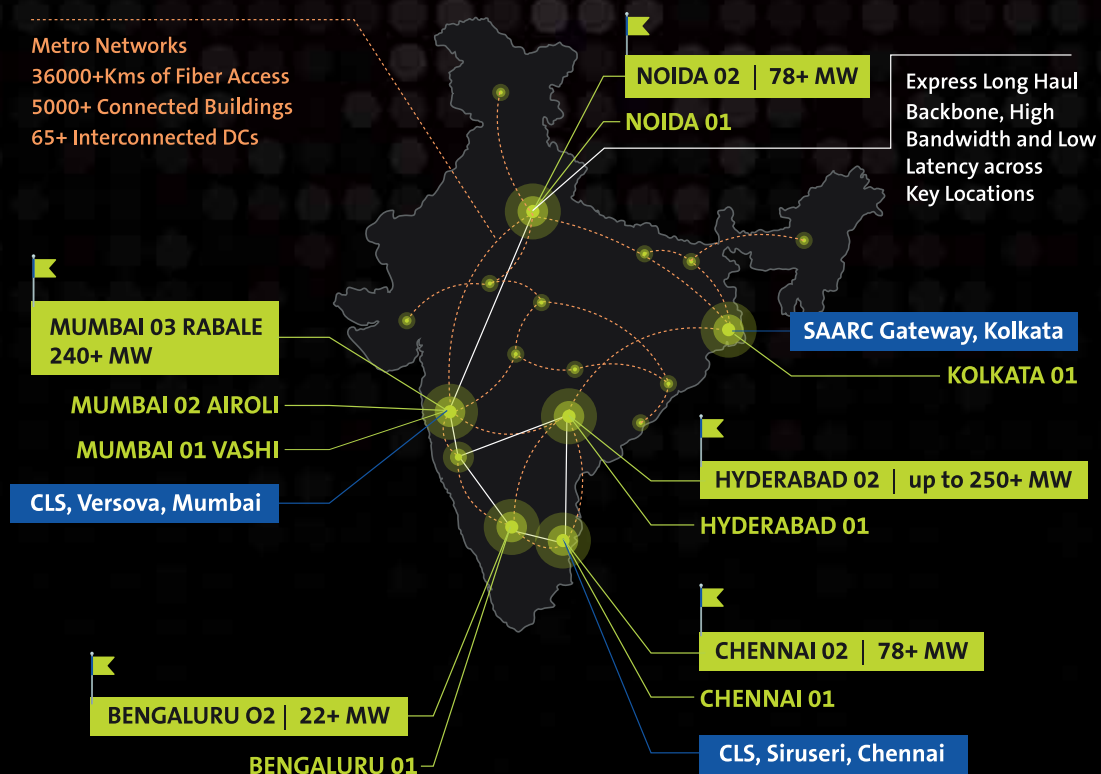 Metro Networks
36000+Kms of Fiber Access
5000+ Connected Buildings
65+ Interconnected DCs
NOIDA 02 | 78+ MW
NOIDA 01
Express Long Haul
Backbone, High
Bandwidth and Low
Latency across
Key Locations
MUMBAI 03 RABALE
240+ MW
MUMBAI 02 AIROLI
MUMBAI 01 VASHI
CLS, Versova, Mumbai
SAARC Gateway, Kolkata
KOLKATA 01
HYDERABAD 02 | up to 250+ MW
HYDERABAD 01
CHENNAI 02 | 78+ MW
CHENNAI 01
CLS, Siruseri, Chennai
BENGALURU O2 | 22+ MW
BENGALURU 01